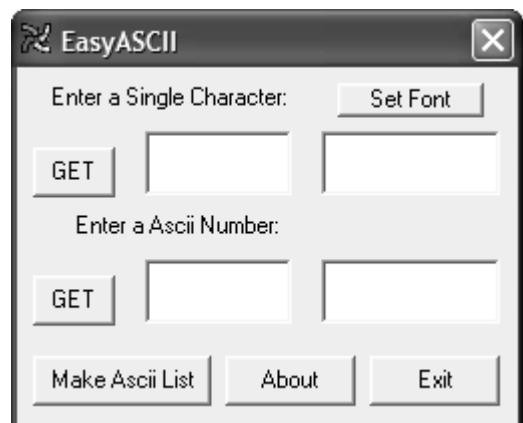 EasyASCII
Enter a Single Character: Set Font
GET
Enter a Ascii Number:
GET
Make Ascii List About Exit